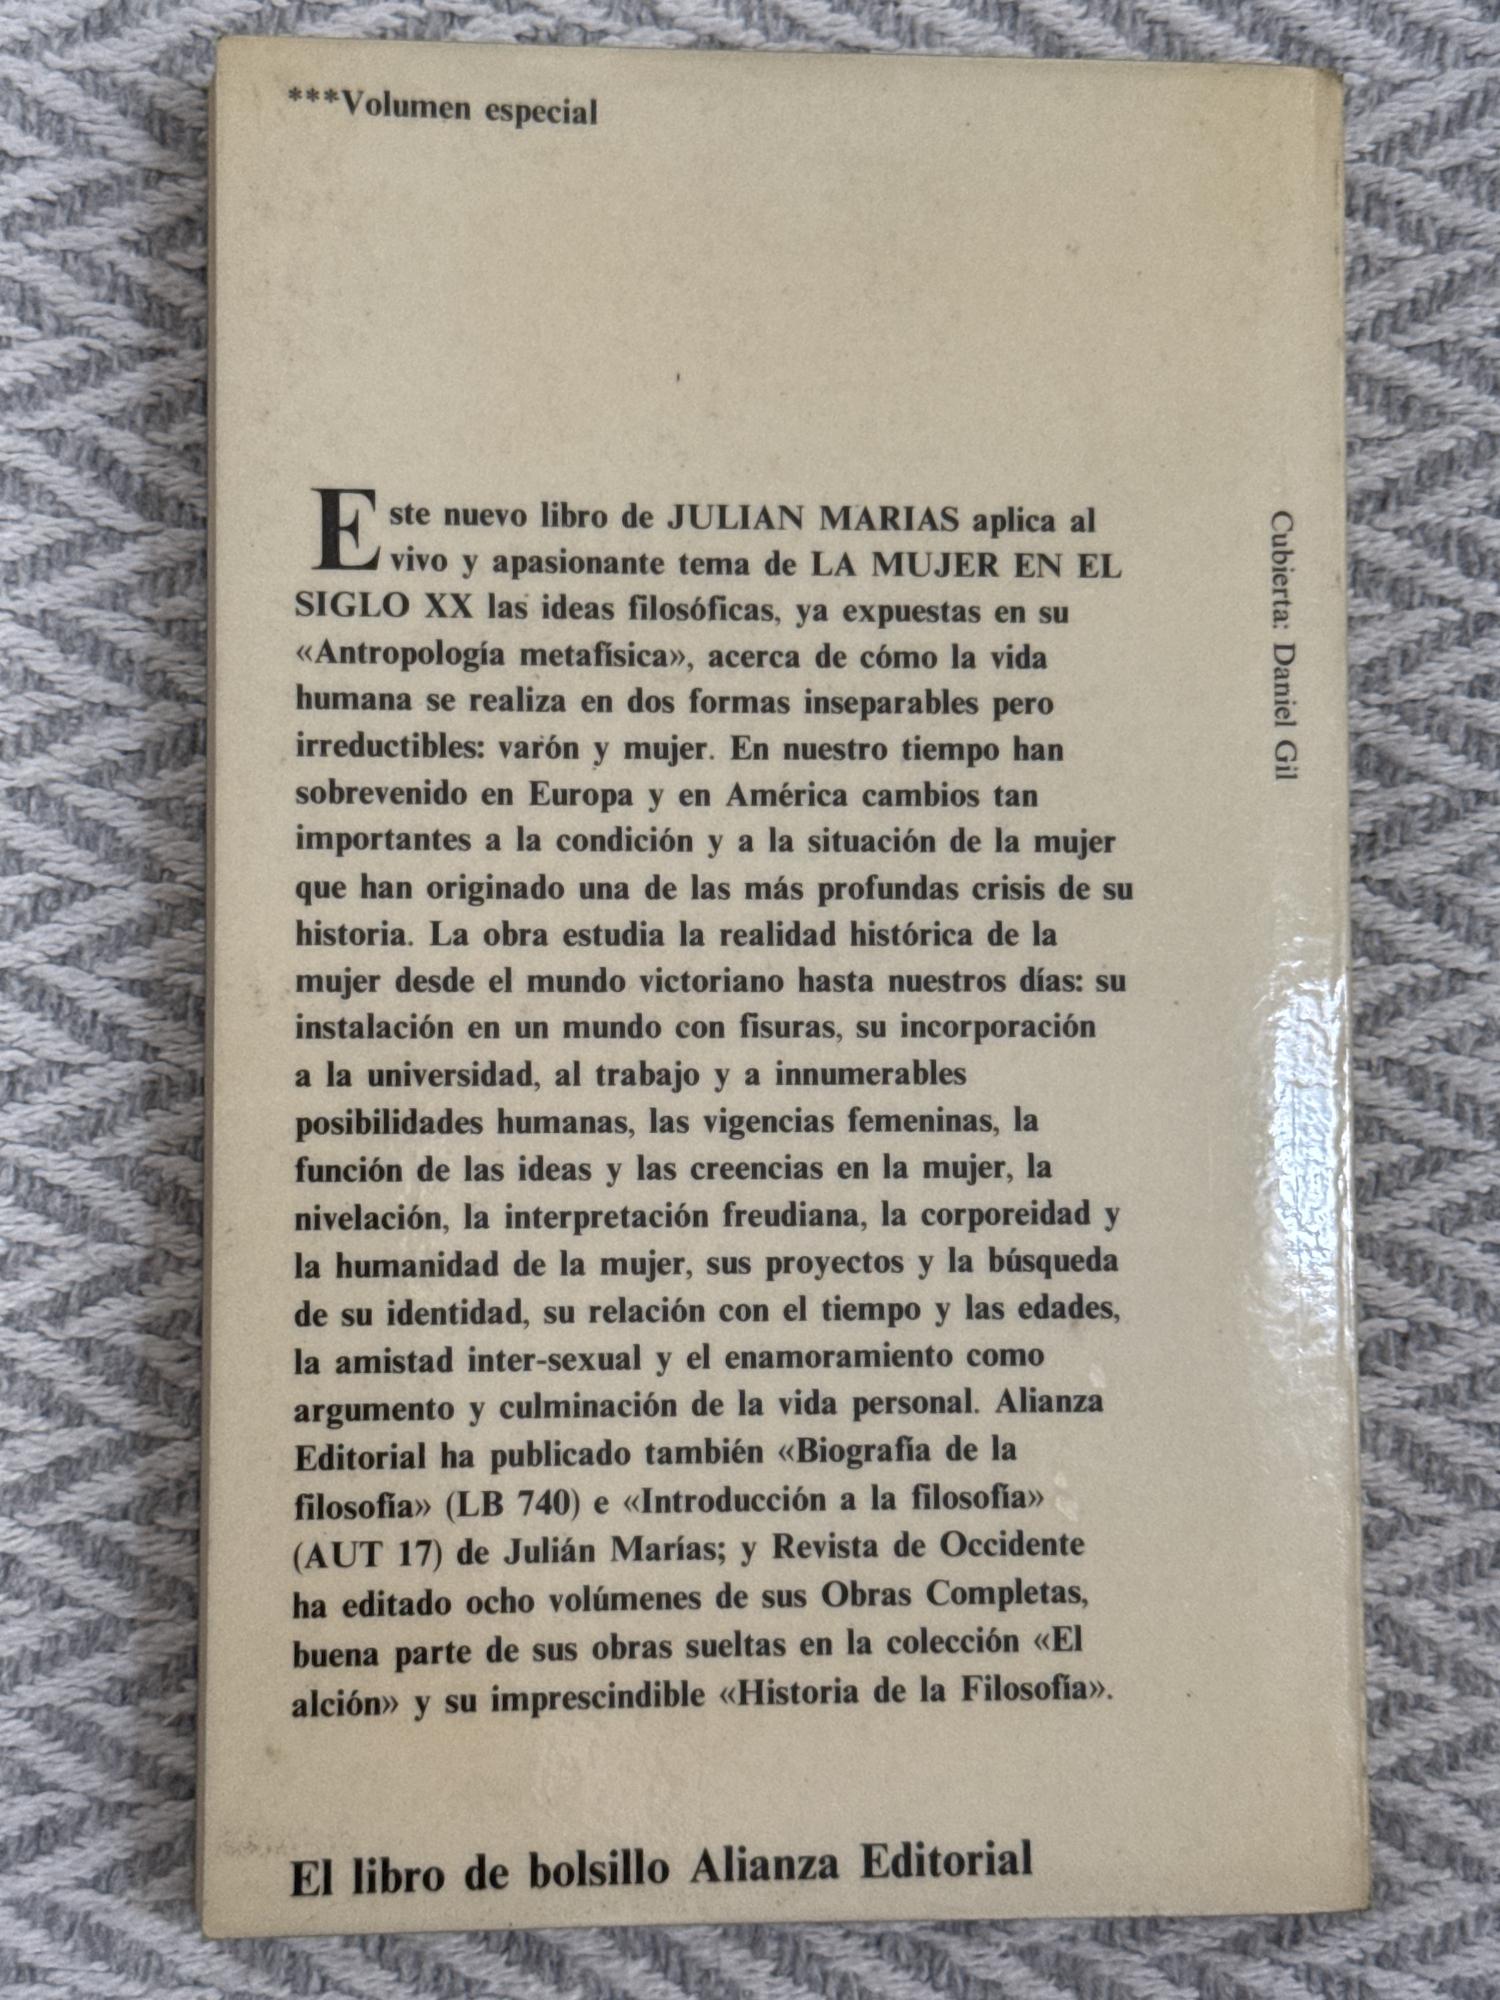 ***Volumen especial
Este nuevo libro de JULIAN MARIAS aplica al
vivo y apasionante tema de LA MUJER EN EL
SIGLO XX las ideas filosóficas, ya expuestas en su
«Antropología metafísica», acerca de cómo la vida
humana se realiza en dos formas inseparables pero
irreductibles: varón y mujer. En nuestro tiempo han
sobrevenido en Europa y en América cambios tan
importantes a la condición y a la situación de la mujer
que han originado una de las más profundas crisis de su
historia. La obra estudia la realidad histórica de la
mujer desde el mundo victoriano hasta nuestros días: su
instalación en un mundo con fisuras, su incorporación
a la universidad, al trabajo y a innumerables
posibilidades humanas, las vigencias femeninas, la
función de las ideas y las creencias en la mujer, la
nivelación, la interpretación freudiana, la corporeidad y
la humanidad de la mujer, sus proyectos y la búsqueda
de su identidad, su relación con el tiempo y las edades,
la amistad inter-sexual y el enamoramiento como
argumento y culminación de la vida personal. Alianza
Editorial ha publicado también «Biografía de la
filosofía» (LB 740) e «Introducción a la filosofía»
(AUT 17) de Julián Marías; y Revista de Occidente
ha editado ocho volúmenes de sus Obras Completas,
buena parte de sus obras sueltas en la colección «El
alción» y su imprescindible «Historia de la Filosofía».
Cubierta: Daniel Gil
El libro de bolsillo Alianza Editorial